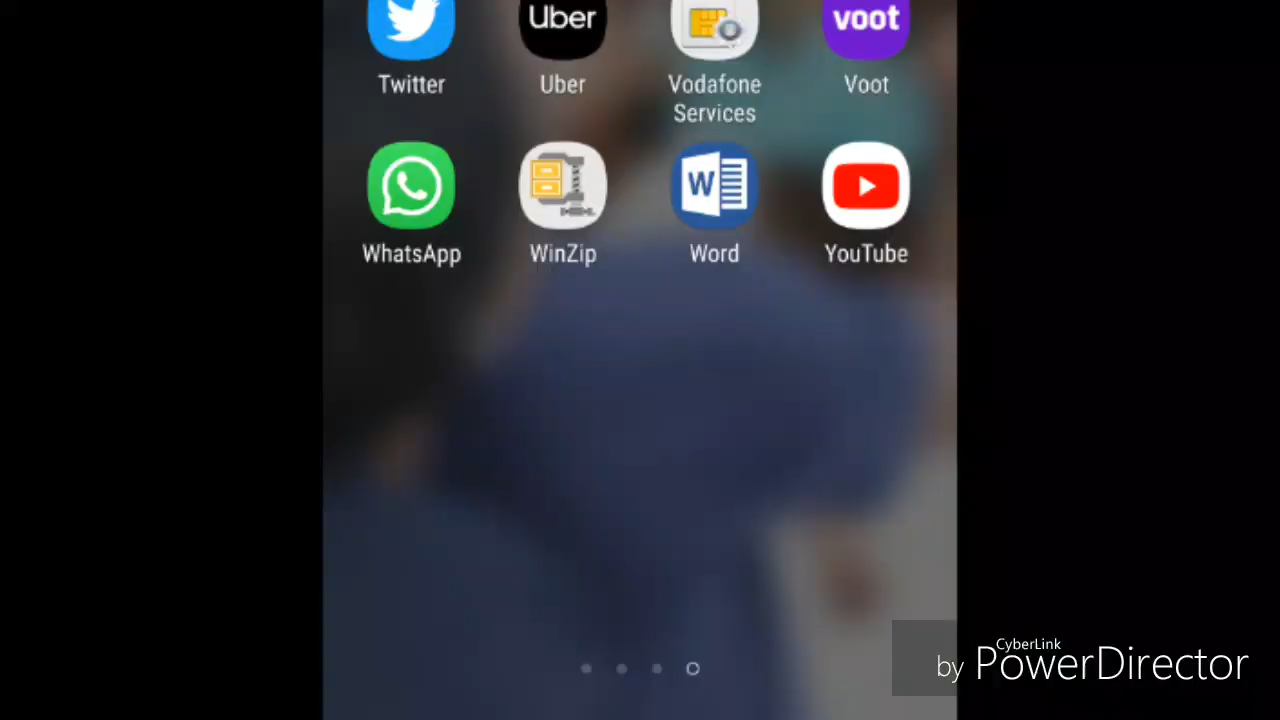 Uber
voot
Twitter
Uber
Vodafone
Services
Voot
W
WhatsApp
WinZip
Word
YouTube
CyberLink
by PowerDirector